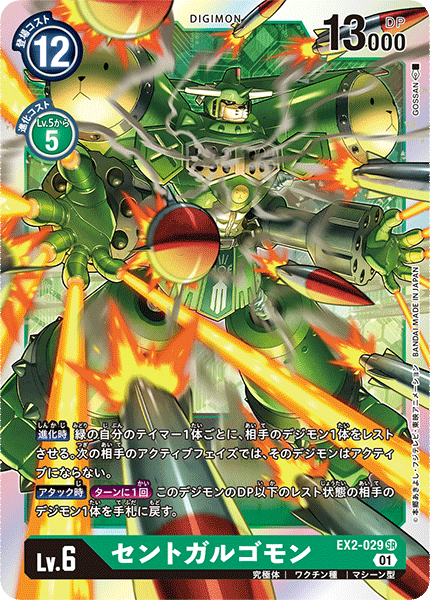 DIGIMON
登場コスト
12
DP
13000
進化コスト
Lv.5から
5
GOSSAN
©本郷あきよし・フジテレビ・東映アニメーション BANDAI MADE IN JAPAN
進化時 緑の自分のテイマー1体ごとに、相手のデジモン1体をレスト
させる。次の相手のアクティブフェイズでは、そのデジモンはアクティ
ブにならない。
アタック時 ターンに1回 このデジモンのDP以下のレスト状態の相手の
デジモン1体を手札に戻す。
EX2-029 SR
Lv.6
セントガルゴモン
01
究極体 | ワクチン種 | マシーン型